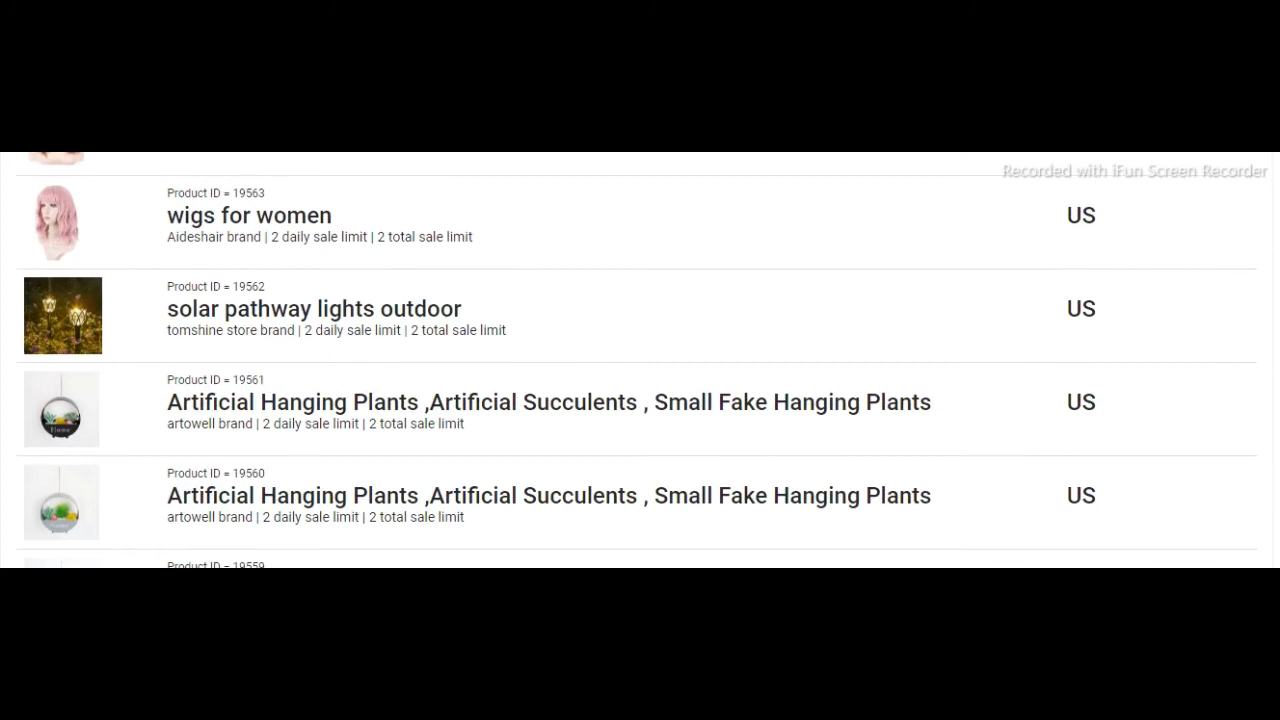 Recorded with iFun Screen Recorder
Product ID = 19563
wigs for women
Aideshair brand | 2 daily sale limit | 2 total sale limit
US
Product ID = 19562
solar pathway lights outdoor
tomshine store brand | 2 daily sale limit | 2 total sale limit
US
Product ID = 19561
Artificial Hanging Plants ,Artificial Succulents , Small Fake Hanging Plants
artowell brand | 2 daily sale limit | 2 total sale limit
US
Product ID = 19560
Artificial Hanging Plants ,Artificial Succulents , Small Fake Hanging Plants
artowell brand | 2 daily sale limit | 2 total sale limit
US
Product ID = 19559